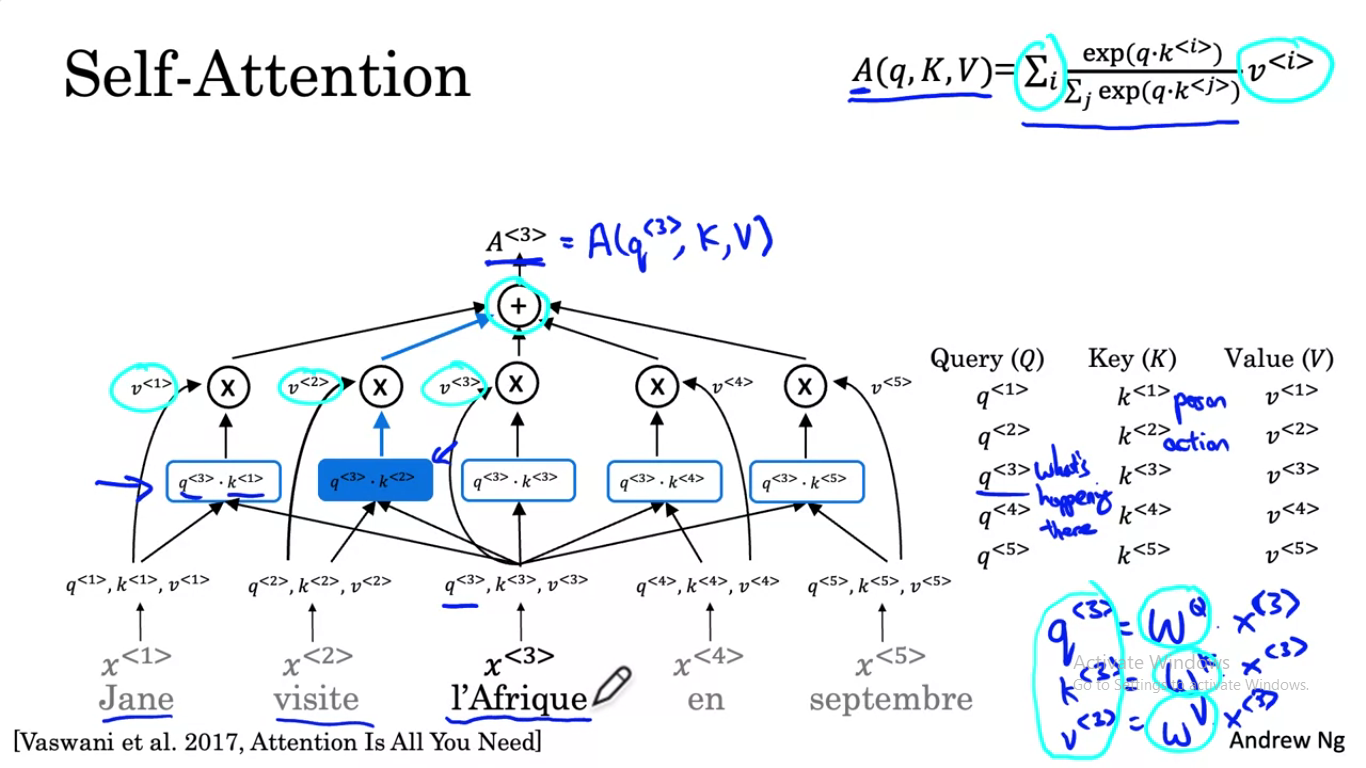 Self-Attention
A(q, K, V)= Σᵢ exp(q·k<i>) / Σⱼ exp(q·k<j>) v<i>
A<3> = A(q<3>, K, V)
+
v<1> X v<2> X v<3> X X v<4> X v<5>
q<3> · k<1> q<3> · k<2> q<3> · k<3> q<3> · k<4> q<3> · k<5>
q<1>, k<1>, v<1> q<2>, k<2>, v<2> q<3>, k<3>, v<3> q<4>, k<4>, v<4> q<5>, k<5>, v<5>
x<1> x<2> x<3> x<4> x<5>
Jane visite l'Afrique en septembre
Query (Q) Key (K) Value (V)
q<1> k<1> person v<1>
q<2> k<2> action v<2>
q<3> what's k<3> v<3>
happening
q<4> there k<4> v<4>
q<5> k<5> v<5>
q<3> = W^Q · x<3>
k<3> = W^K · x<3>
v<3> = W^V · x<3>
Activate Windows
Go to Settings to activate Windows.
[Vaswani et al. 2017, Attention Is All You Need]
Andrew Ng